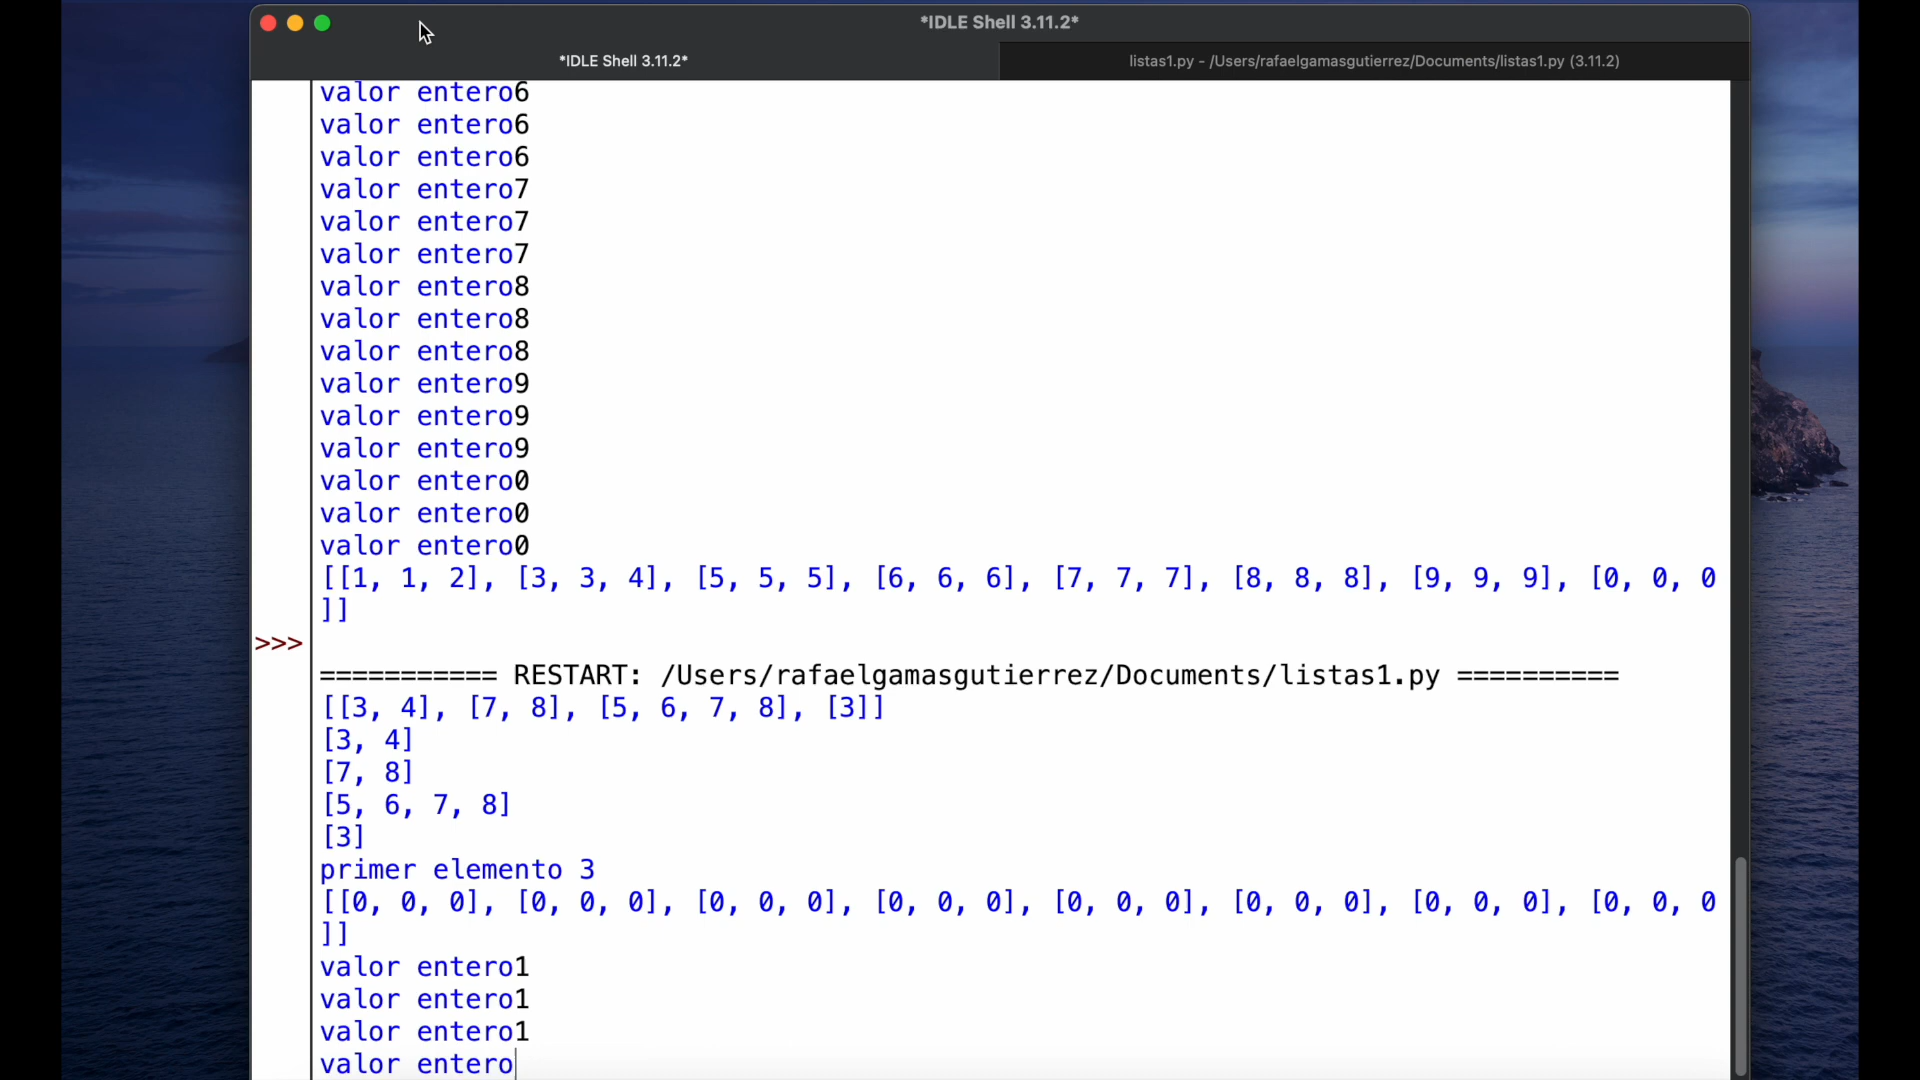 *IDLE Shell 3.11.2*
*IDLE Shell 3.11.2*
listas1.py - /Users/rafaelgamasgutierrez/Documents/listas1.py (3.11.2)
valor entero6
valor entero6
valor entero6
valor entero7
valor entero7
valor entero7
valor entero8
valor entero8
valor entero8
valor entero9
valor entero9
valor entero9
valor entero0
valor entero0
valor entero0
[[1, 1, 2], [3, 3, 4], [5, 5, 5], [6, 6, 6], [7, 7, 7], [8, 8, 8], [9, 9, 9], [0, 0, 0
]]
>>>
=========== RESTART: /Users/rafaelgamasgutierrez/Documents/listas1.py ==========
[[3, 4], [7, 8], [5, 6, 7, 8], [3]]
[3, 4]
[7, 8]
[5, 6, 7, 8]
[3]
primer elemento 3
[[0, 0, 0], [0, 0, 0], [0, 0, 0], [0, 0, 0], [0, 0, 0], [0, 0, 0], [0, 0, 0], [0, 0, 0
]]
valor entero1
valor entero1
valor entero1
valor entero